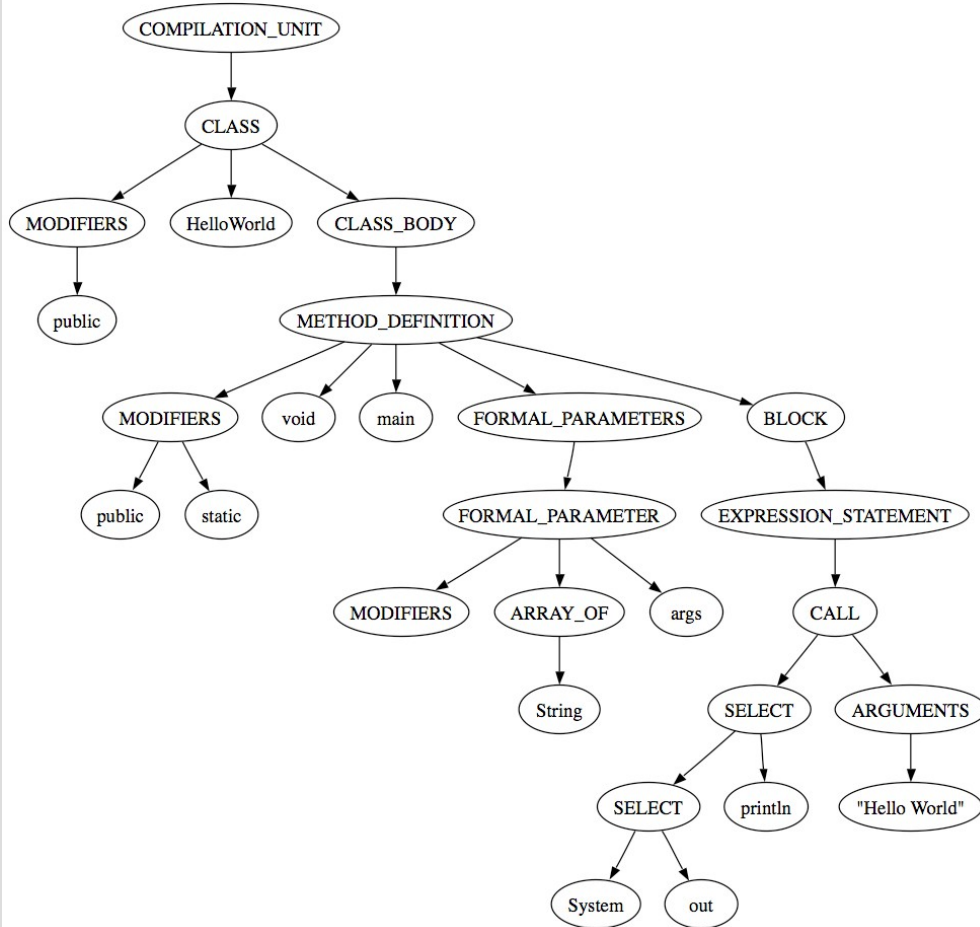 COMPILATION_UNIT
CLASS
MODIFIERS
HelloWorld
CLASS_BODY
public
METHOD_DEFINITION
MODIFIERS
void
main
FORMAL_PARAMETERS
BLOCK
public
static
FORMAL_PARAMETER
EXPRESSION_STATEMENT
MODIFIERS
ARRAY_OF
args
CALL
String
SELECT
ARGUMENTS
SELECT
println
"Hello World"
System
out